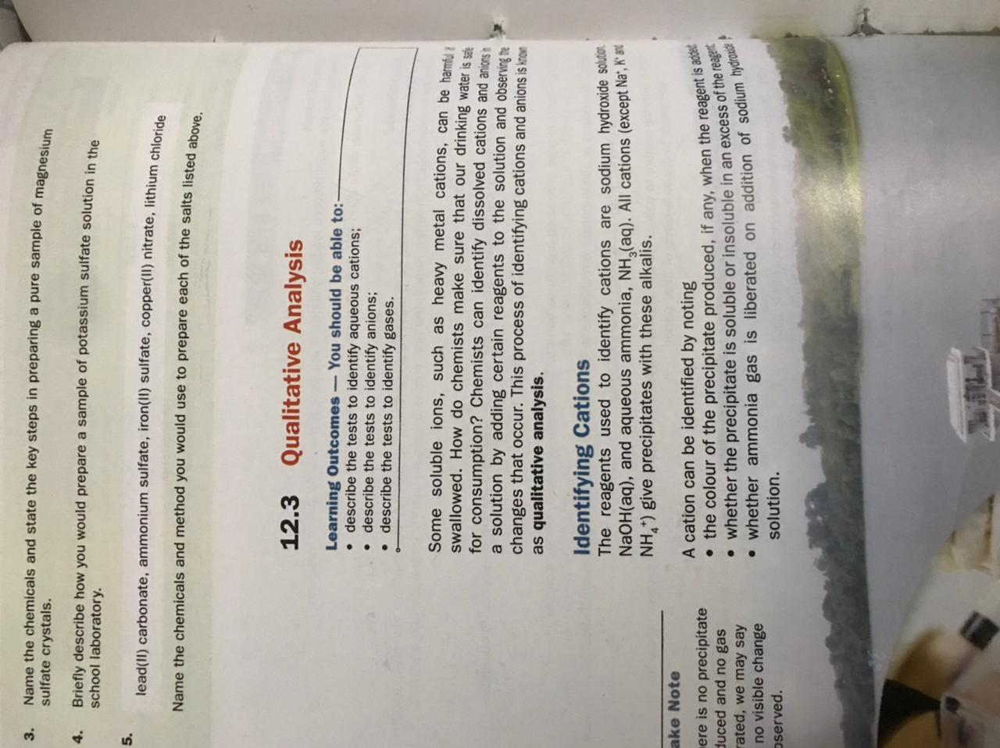 3. Name the chemicals and state the key steps in preparing a pure sample of magnesium
sulfate crystals.
4. Briefly describe how you would prepare a sample of potassium sulfate solution in the
school laboratory.
5.
lead(II) carbonate, ammonium sulfate, iron(II) sulfate, copper(II) nitrate, lithium chloride
Name the chemicals and method you would use to prepare each of the salts listed above.
12.3 Qualitative Analysis
Learning Outcomes — You should be able to:
• describe the tests to identify aqueous cations;
• describe the tests to identify anions;
• describe the tests to identify gases.
Some soluble ions, such as heavy metal cations, can be harmful if
swallowed. How do chemists make sure that our drinking water is safe
for consumption? Chemists can identify dissolved cations and anions in
a solution by adding certain reagents to the solution and observing the
changes that occur. This process of identifying cations and anions is known
as qualitative analysis.
Identifying Cations
The reagents used to identify cations are sodium hydroxide solution,
NaOH(aq), and aqueous ammonia, NH₃(aq). All cations (except Na⁺, K⁺ and
NH₄⁺) give precipitates with these alkalis.
A cation can be identified by noting
• the colour of the precipitate produced, if any, when the reagent is added
• whether the precipitate is soluble or insoluble in an excess of the reagent
• whether ammonia gas is liberated on addition of sodium hydroxide
solution.
ake Note
ere is no precipitate
duced and no gas
rated, we may say
no visible change
bserved.